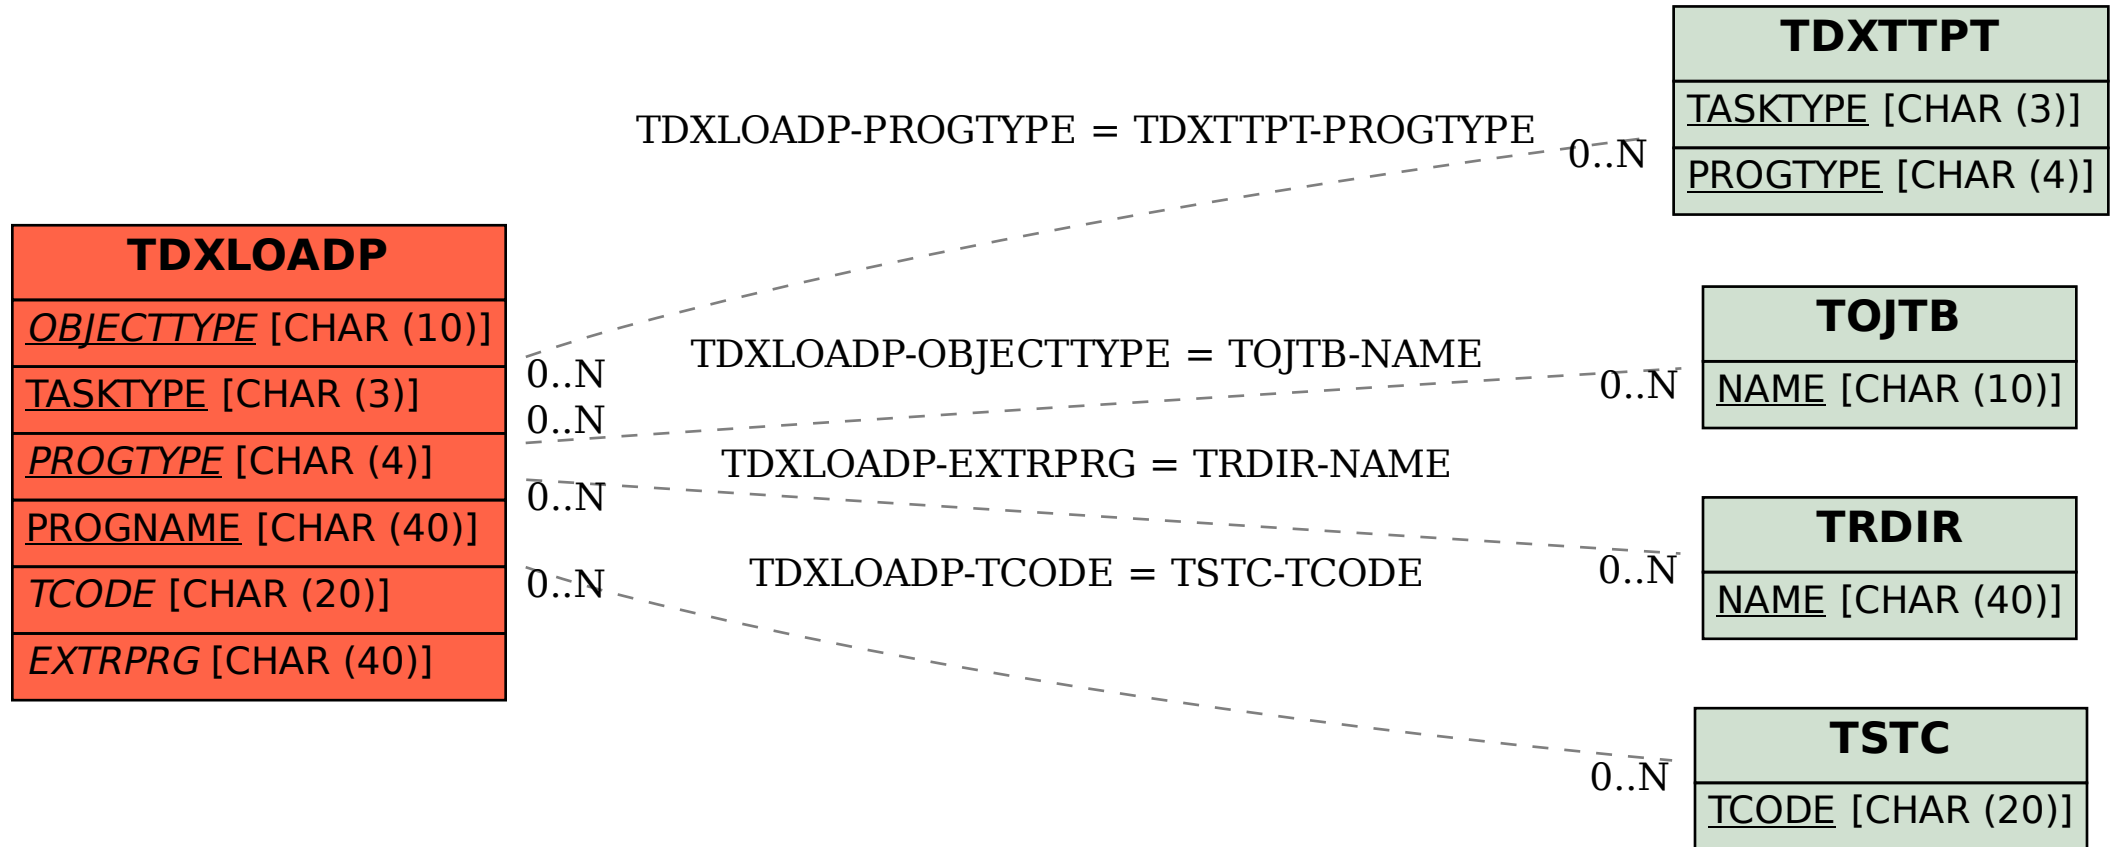 TDXLOADP
OBJECTTYPE [CHAR (10)]
TASKTYPE [CHAR (3)]
PROGTYPE [CHAR (4)]
PROGNAME [CHAR (40)]
TCODE [CHAR (20)]
EXTRPRG [CHAR (40)]
TDXLOADP-PROGTYPE = TDXTTPT-PROGTYPE
0..N
0..N
TDXLOADP-OBJECTTYPE = TOJTB-NAME
0..N
0..N
TDXLOADP-EXTRPRG = TRDIR-NAME
0..N
0..N
TDXLOADP-TCODE = TSTC-TCODE
0..N
0..N
TDXTTPT
TASKTYPE [CHAR (3)]
PROGTYPE [CHAR (4)]
TOJTB
NAME [CHAR (10)]
TRDIR
NAME [CHAR (40)]
TSTC
TCODE [CHAR (20)]